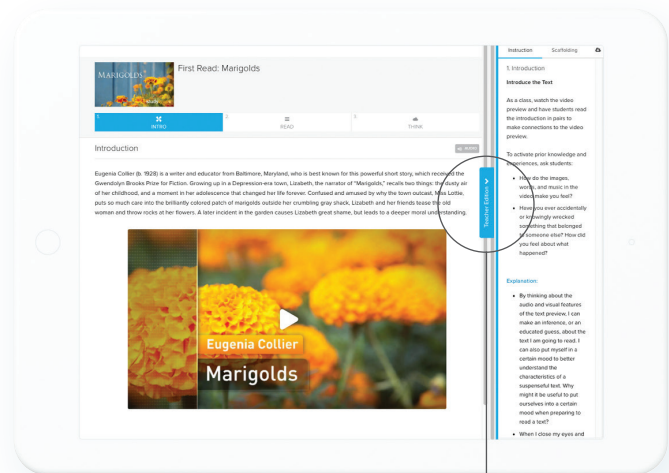 Instruction
Scaffolding
MARIGOLDS
First Read: Marigolds
1.
INTRO
2.
READ
3.
THINK
Introduction
AUDIO
Eugenia Collier (b. 1928) is a writer and educator from Baltimore, Maryland, who is best known for this powerful short story, which received the
Gwendolyn Brooks Prize for Fiction. Growing up in a Depression-era town, Lizabeth, the narrator of "Marigolds," recalls two things: the dusty air
of her childhood, and a moment in her adolescence that changed her life forever. Confused and amused by why the town outcast, Miss Lottie,
puts so much care into the brilliantly colored patch of marigolds outside her crumbling gray shack, Lizabeth and her friends tease the old
woman and throw rocks at her flowers. A later incident in the garden causes Lizabeth great shame, but leads to a deeper moral understanding.
Eugenia Collier
Marigolds
Teacher Edition
1. Introduction
Introduce the Text
As a class, watch the video
preview and have students read
the introduction in pairs to
make connections to the video
preview.
To activate prior knowledge and
experiences, ask students:
• How do the images,
words, and music in the
video make you feel?
• Have you ever accidentally
or knowingly wrecked
something that belonged
to someone else? How did
you feel about what
happened?
Explanation:
• By thinking about the
audio and visual features
of the text preview, I can
make an inference, or an
educated guess, about the
text I am going to read. I
can also put myself in a
certain mood to better
understand the
characteristics of a
suspenseful text. Why
might it be useful to put
ourselves into a certain
mood when preparing to
read a text?
• When I close my eyes and